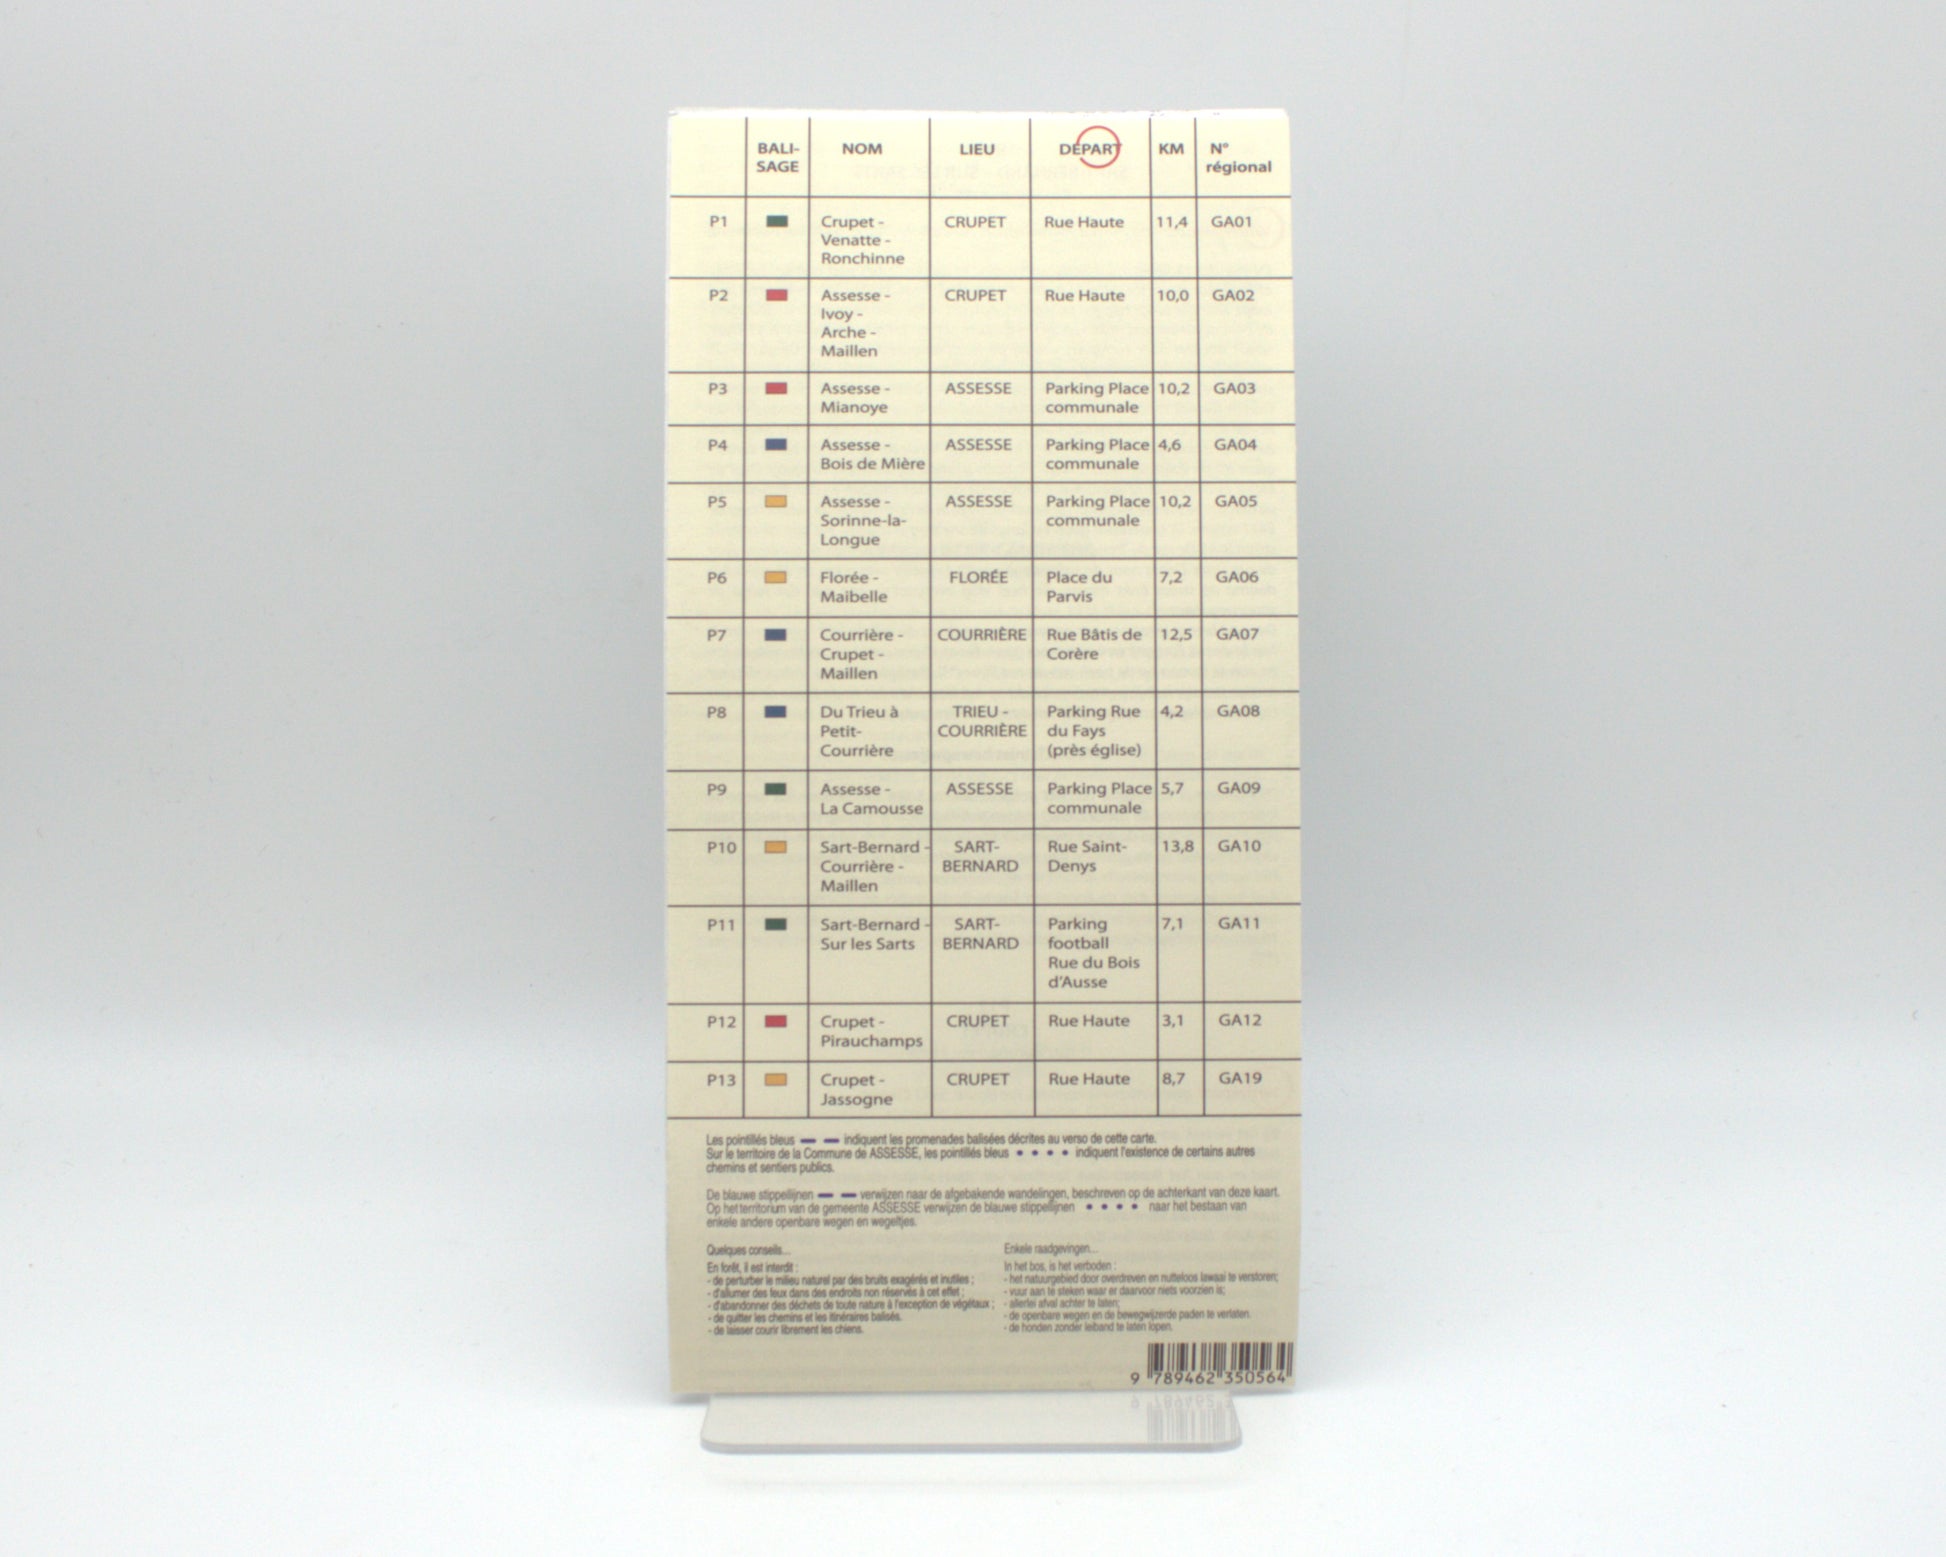 BALI- NOM LIEU DÉPART KM N°
SAGE régional
P1 Crupet - CRUPET Rue Haute 11,4 GA01
Venatte -
Ronchinne
P2 Assesse - CRUPET Rue Haute 10,0 GA02
Ivoy -
Arche -
Maillen
P3 Assesse - ASSESSE Parking Place 10,2 GA03
Mianoye communale
P4 Assesse - ASSESSE Parking Place 4,6 GA04
Bois de Mière communale
P5 Assesse - ASSESSE Parking Place 10,2 GA05
Sorinne-la- communale
Longue
P6 Florée - FLORÉE Place du 7,2 GA06
Maibelle Parvis
P7 Courrière - COURRIÈRE Rue Bâtis de 12,5 GA07
Crupet - Corère
Maillen
P8 Du Trieu à TRIEU - Parking Rue 4,2 GA08
Petit- COURRIÈRE du Fays
Courrière (près église)
P9 Assesse - ASSESSE Parking Place 5,7 GA09
La Camousse communale
P10 Sart-Bernard - SART- Rue Saint- 13,8 GA10
Courrière - BERNARD Denys
Maillen
P11 Sart-Bernard - SART- Parking 7,1 GA11
Sur les Sarts BERNARD football
Rue du Bois
d'Ausse
P12 Crupet - CRUPET Rue Haute 3,1 GA12
Pirauchamps
P13 Crupet - CRUPET Rue Haute 8,7 GA19
Jassogne
Les pointillés bleus indiquent les promenades balisées décrites au verso de cette carte.
Sur le territoire de la Commune de ASSESSE, les pointillés bleus indiquent l'existence de certains autres
chemins et sentiers publics.
De blauwe stippellijnen verwijzen naar de afgebakende wandelingen, beschreven op de achterkant van deze kaart.
Op het territorium van de gemeente ASSESSE verwijzen de blauwe stippellijnen naar het bestaan van
enkele andere openbare wegen en wegeltjes.
Quelques conseils...
En forêt, il est interdit :
- de perturber le milieu naturel par des bruits exagérés et inutiles ;
- d'allumer des feux dans des endroits non réservés à cet effet ;
- d'abandonner des déchets de toute nature à l'exception de végétaux ;
- de quitter les chemins et les itinéraires balisés.
- de laisser courir librement les chiens.
Enkele raadgevingen...
In het bos, is het verboden :
- het natuurgebied door overdreven en nutteloos lawaai te verstoren;
- vuur aan te steken waar er daarvoor niets voorzien is;
- allerlei afval achter te laten;
- de openbare wegen en de bewegwijzerde paden te verlaten.
- de honden zonder leiband te laten lopen.
9 789462 350564